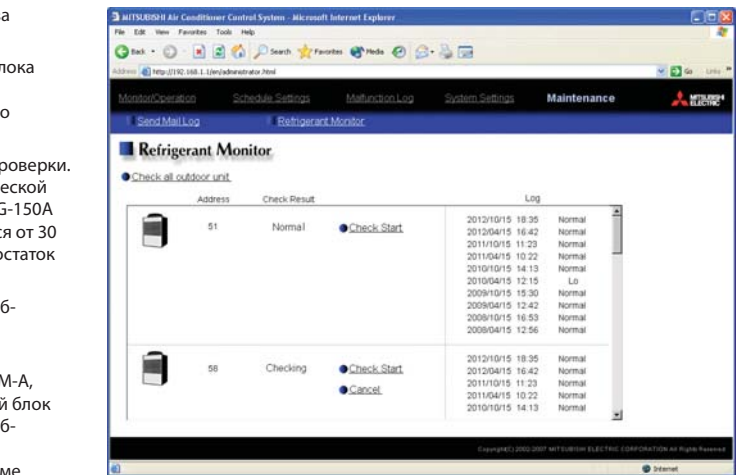 ва
лока
о
роверки.
еской
G-150A
ся от 30
остаток
б-
M-A,
й блок
б-
ме
MITSUBISHI Air Conditioner Control System - Microsoft Internet Explorer
File Edit View Favorites Tools Help
Back Search Favorites Media
Address http://192.168.1.1/en/administrator.html Go Links
Monitor/Operation Schedule Settings Malfunction Log System Settings Maintenance MITSUBISHI ELECTRIC
Send Mail Log Refrigerant Monitor
Refrigerant Monitor
Check all outdoor unit
Address Check Result Log
51 Normal Check Start
2012/10/15 18:35 Normal
2012/04/15 16:42 Normal
2011/10/15 11:23 Normal
2011/04/15 10:22 Normal
2010/10/15 14:13 Normal
2010/04/15 12:15 Lo
2009/10/15 15:30 Normal
2009/04/15 12:42 Normal
2008/10/15 16:53 Normal
2008/04/15 12:56 Normal
58 Checking Check Start
Cancel
2012/10/15 18:35 Normal
2012/04/15 16:42 Normal
2011/10/15 11:23 Normal
2011/04/15 10:22 Normal
2010/10/15 14:13 Normal
Copyright(C) 2002-2007 MITSUBISHI ELECTRIC CORPORATION All Rights Reserved
Internet